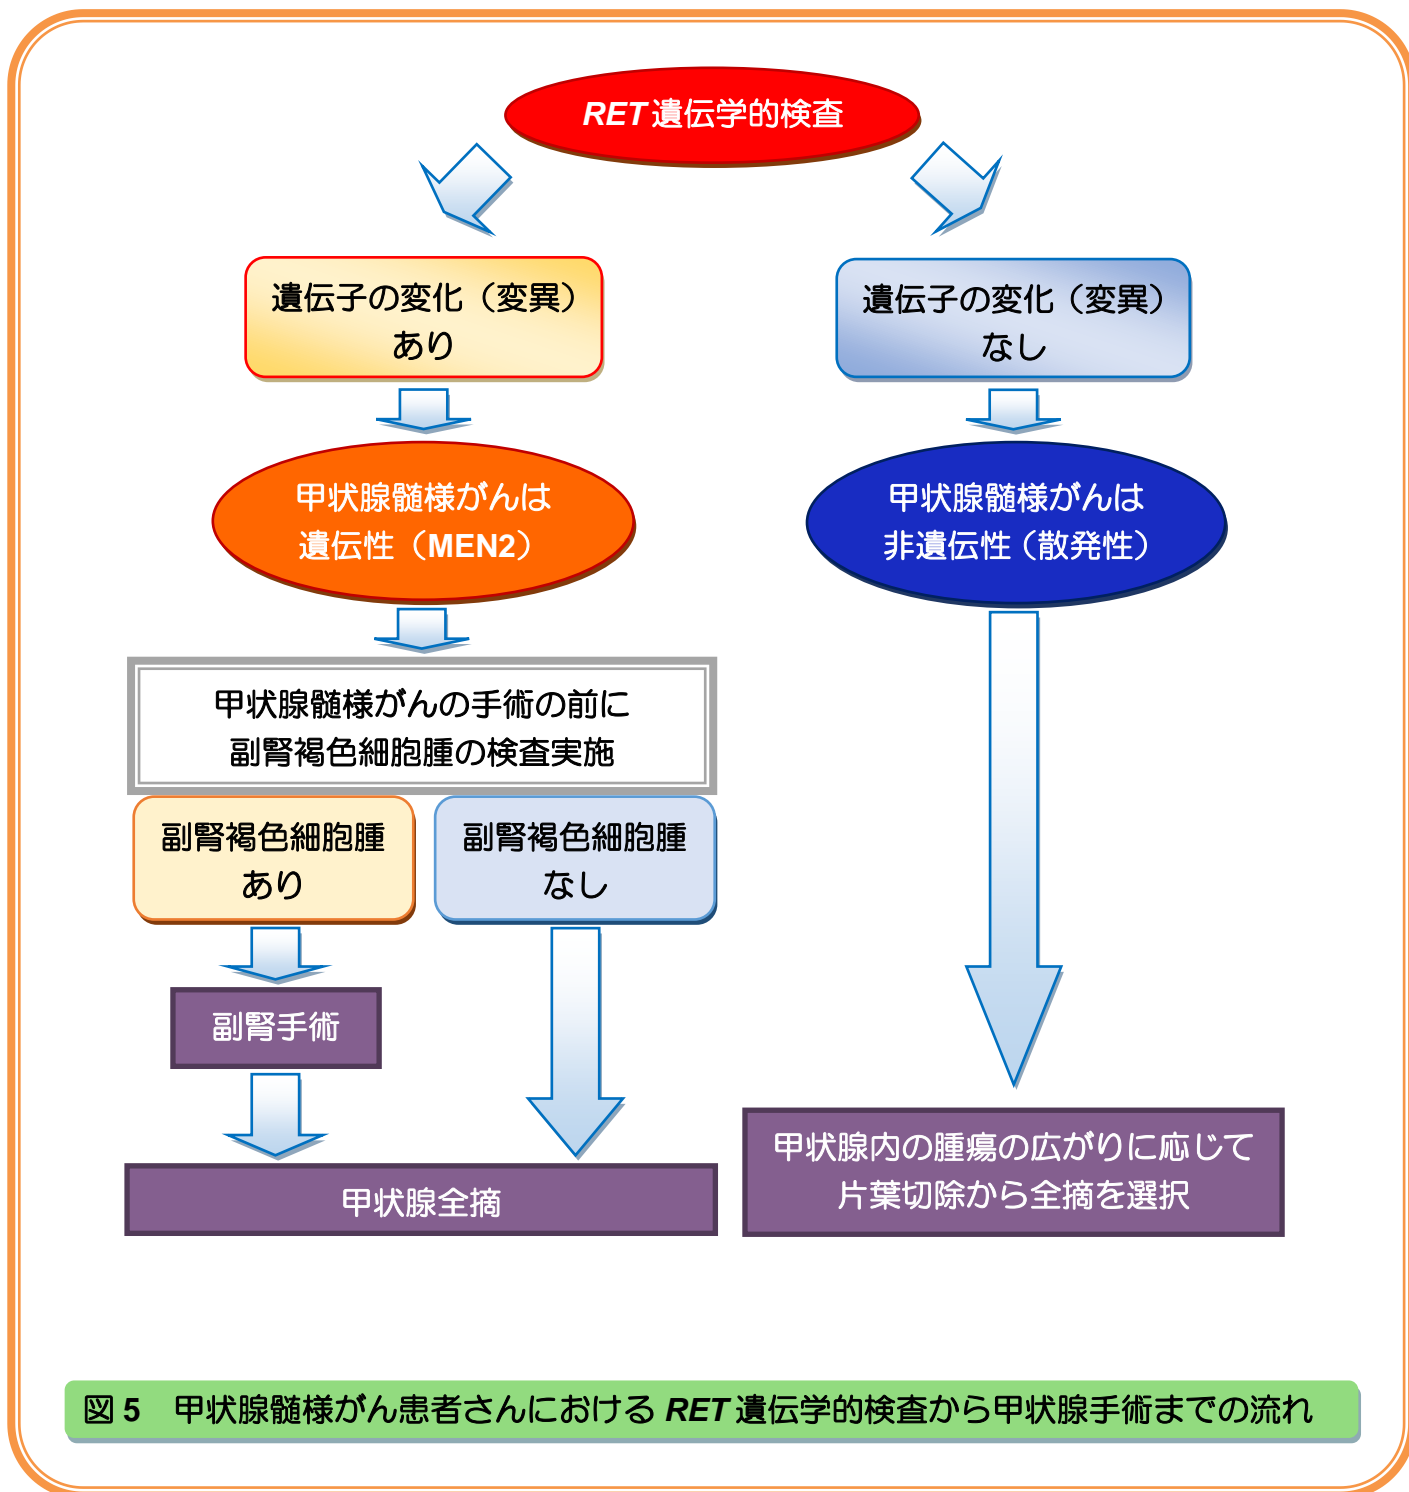 RET 遺伝学的検査
遺伝子の変化（変異）
あり
遺伝子の変化（変異）
なし
甲状腺髄様がんは
遺伝性（MEN2）
甲状腺髄様がんは
非遺伝性（散発性）
甲状腺髄様がんの手術の前に
副腎褐色細胞腫の検査実施
副腎褐色細胞腫
あり
副腎褐色細胞腫
なし
副腎手術
甲状腺全摘
甲状腺内の腫瘍の広がりに応じて
片葉切除から全摘を選択
図 5　甲状腺髄様がん患者さんにおける RET 遺伝学的検査から甲状腺手術までの流れ